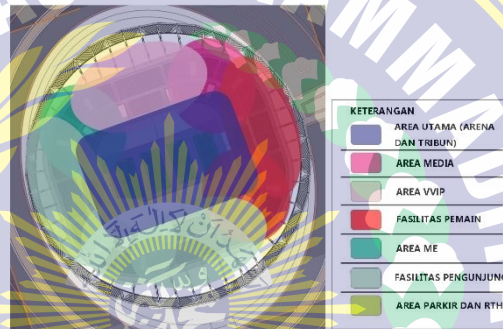 KETERANGAN
AREA UTAMA (ARENA
DAN TRIBUN)
AREA MEDIA
AREA VVIP
FASILITAS PEMAIN
AREA ME
FASILITAS PENGUNJUNG
AREA PARKIR DAN RTH